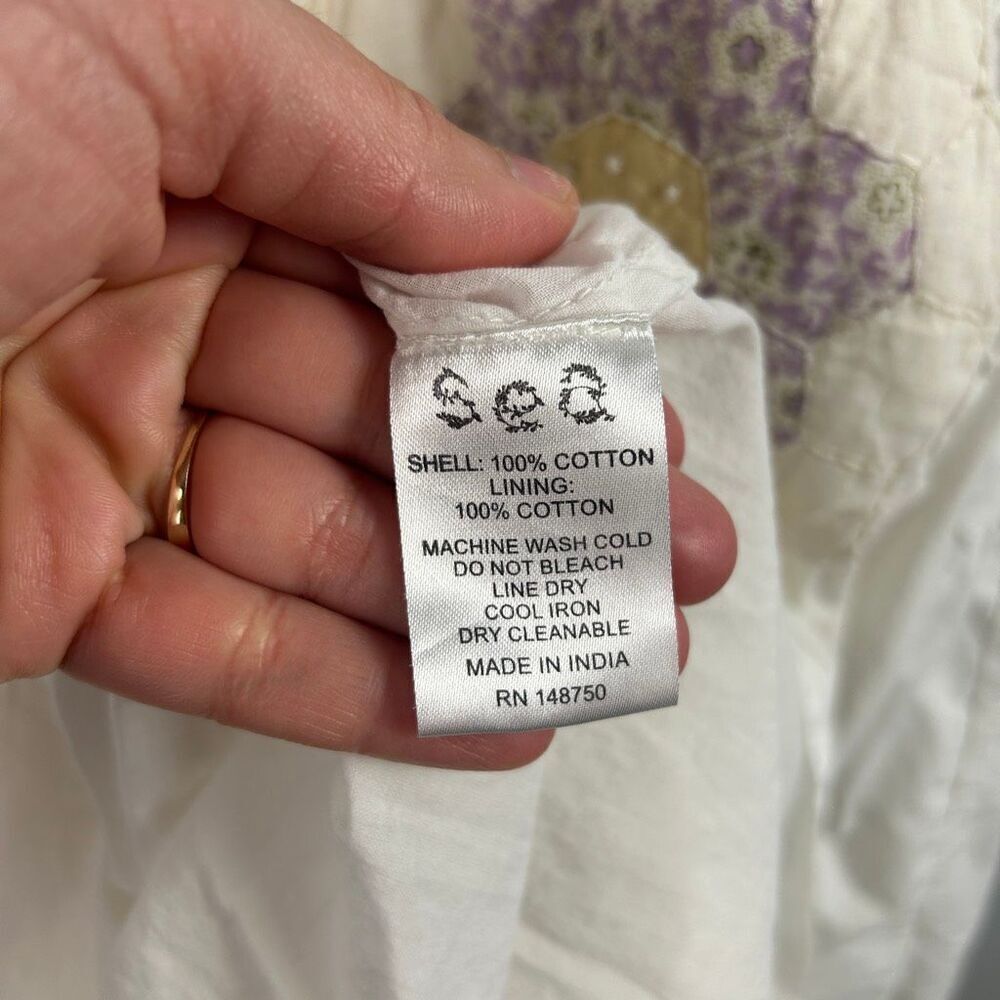 Sea
SHELL: 100% COTTON
LINING:
100% COTTON
MACHINE WASH COLD
DO NOT BLEACH
LINE DRY
COOL IRON
DRY CLEANABLE
MADE IN INDIA
RN 148750